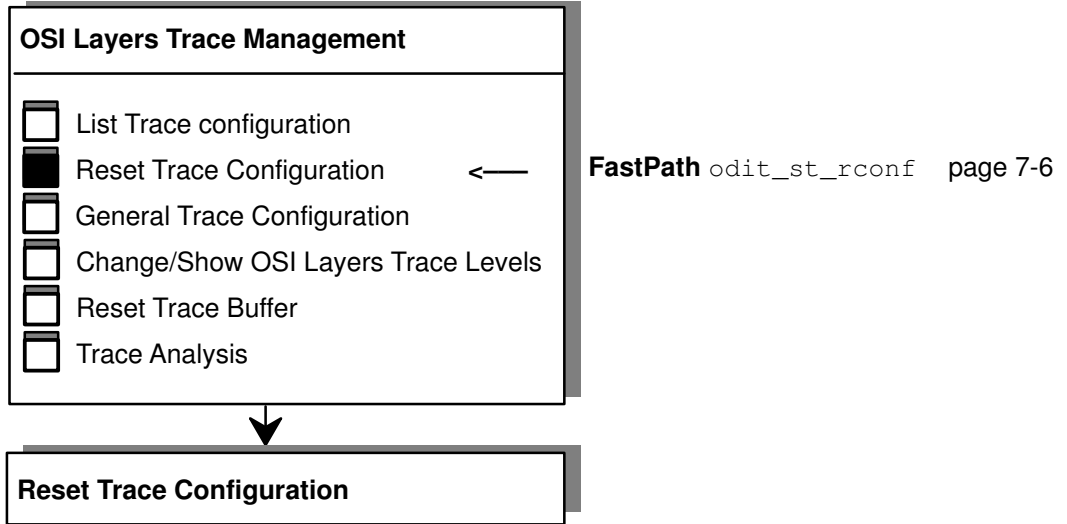 OSI Layers Trace Management
List Trace configuration
Reset Trace Configuration <—— FastPath odit_st_rconf page 7-6
General Trace Configuration
Change/Show OSI Layers Trace Levels
Reset Trace Buffer
Trace Analysis
Reset Trace Configuration